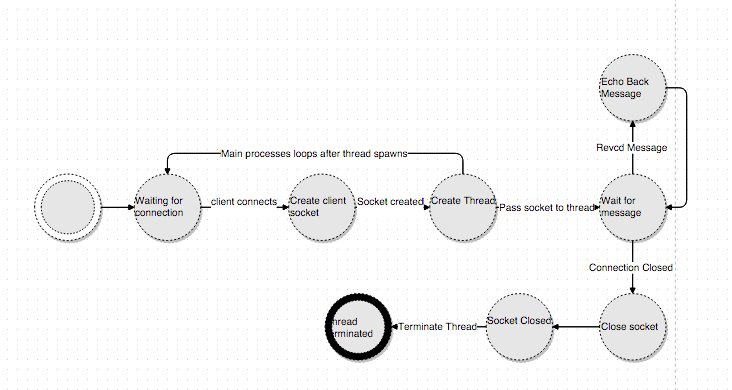 Echo Back
Message
Revcd Message
Main processes loops after thread spawns
Waiting for
connection
client connects
Create client
socket
Socket created
Create Thread
Pass socket to thread
Wait for
message
Connection Closed
hread
rminated
Terminate Thread
Socket Closed
Close socket